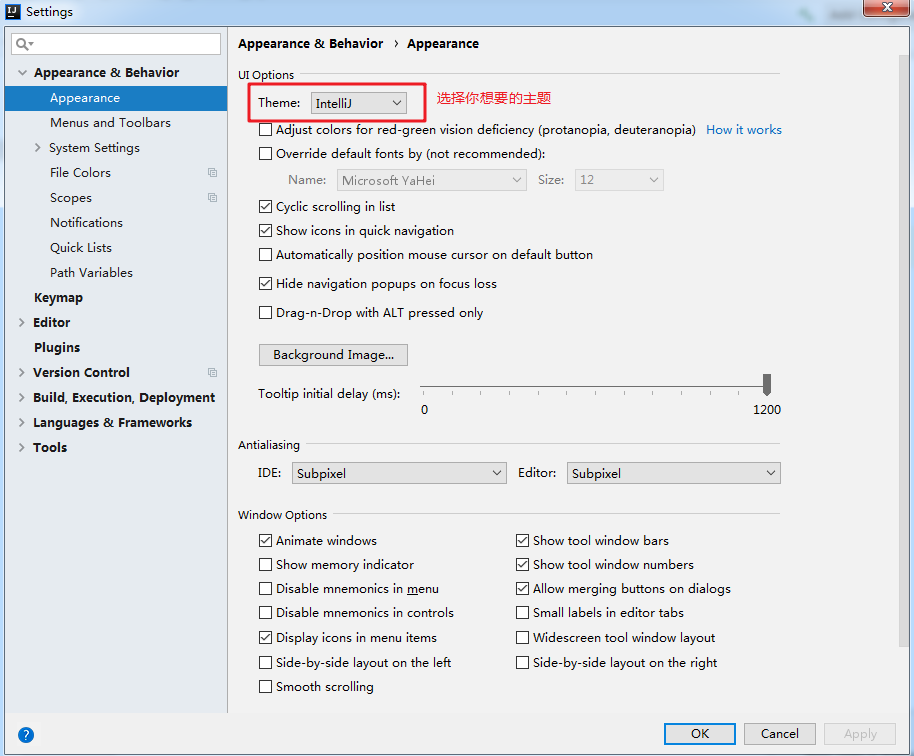 IJ Settings
Appearance & Behavior
Appearance
Menus and Toolbars
System Settings
File Colors
Scopes
Notifications
Quick Lists
Path Variables
Keymap
Editor
Plugins
Version Control
Build, Execution, Deployment
Languages & Frameworks
Tools
?
Appearance & Behavior › Appearance
UI Options
Theme: IntelliJ 选择你想要的主题
Adjust colors for red-green vision deficiency (protanopia, deuteranopia) How it works
Override default fonts by (not recommended):
Name: Microsoft YaHei Size: 12
Cyclic scrolling in list
Show icons in quick navigation
Automatically position mouse cursor on default button
Hide navigation popups on focus loss
Drag-n-Drop with ALT pressed only
Background Image...
Tooltip initial delay (ms):
0 1200
Antialiasing
IDE: Subpixel Editor: Subpixel
Window Options
Animate windows Show tool window bars
Show memory indicator Show tool window numbers
Disable mnemonics in menu Allow merging buttons on dialogs
Disable mnemonics in controls Small labels in editor tabs
Display icons in menu items Widescreen tool window layout
Side-by-side layout on the left Side-by-side layout on the right
Smooth scrolling
OK Cancel Apply